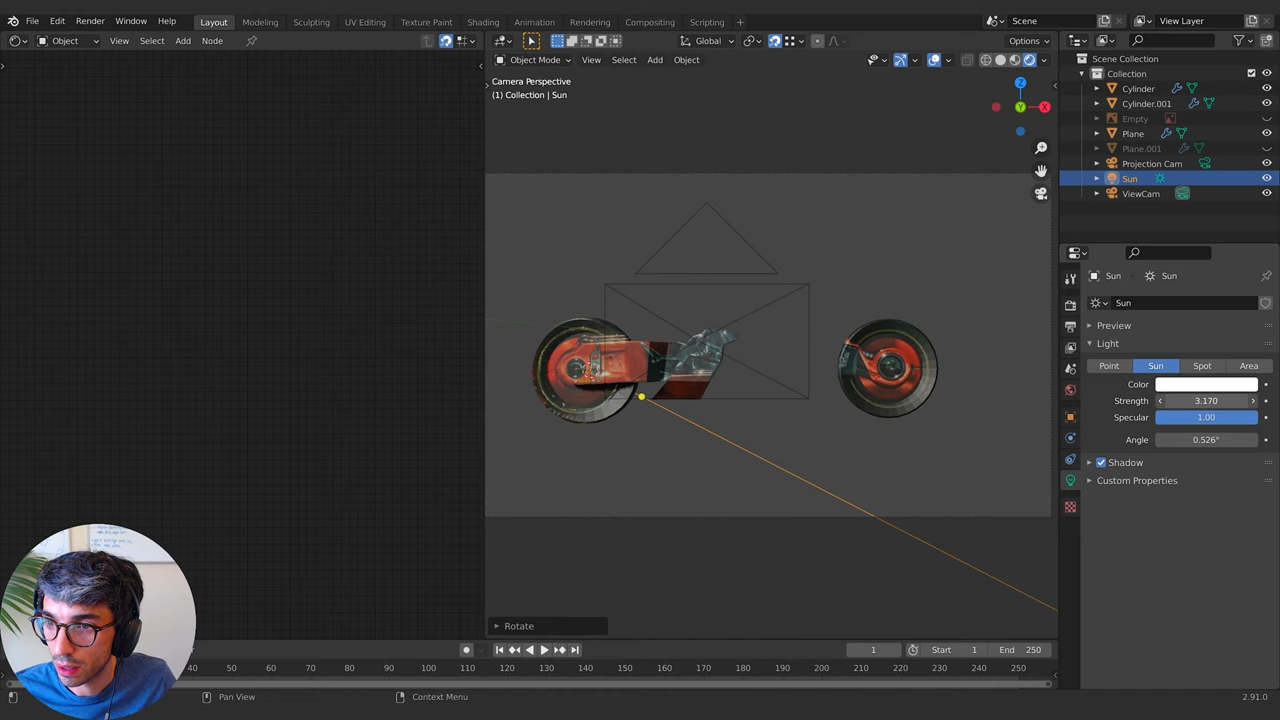 File Edit Render Window Help Layout Modeling Sculpting UV Editing Texture Paint Shading Animation Rendering Compositing Scripting + Scene View Layer
Object View Select Add Node Global Options
Object Mode View Select Add Object
Camera Perspective
(1) Collection | Sun
Z
Y
X
Rotate
Scene Collection
Collection
Cylinder
Cylinder.001
Empty
Plane
Plane.001
Projection Cam
Sun
ViewCam
Sun Sun
Sun
Preview
Light
Point Sun Spot Area
Color
Strength 3.170
Specular 1.00
Angle 0.526°
Shadow
Custom Properties
1 Start 1 End 250
40 50 60 70 80 90 100 110 120 130 140 150 160 170 180 190 200 210 220 230 240 250
Pan View Context Menu 2.91.0